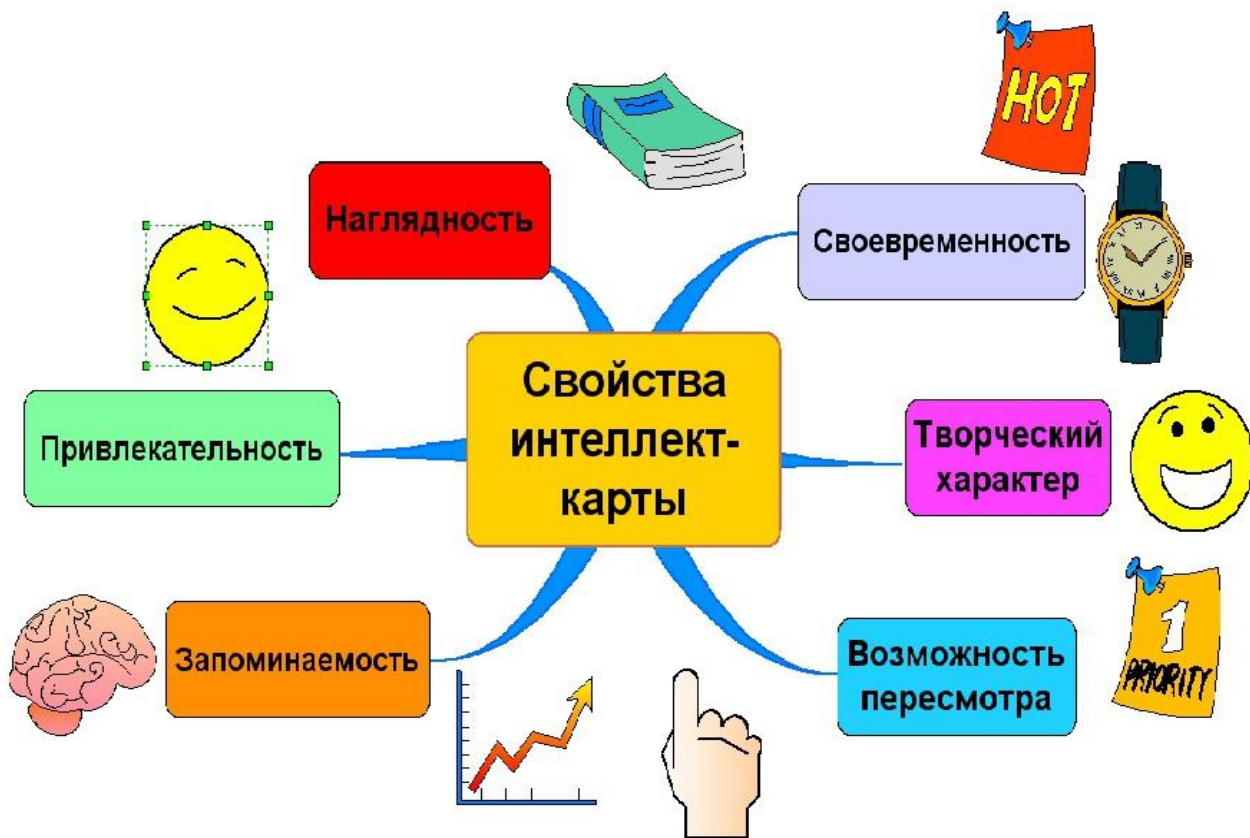 HOT
Наглядность
Своевременность
Свойства
интеллект-
карты
Привлекательность
Творческий
характер
Запоминаемость
Возможность
пересмотра
1
PRIORITY